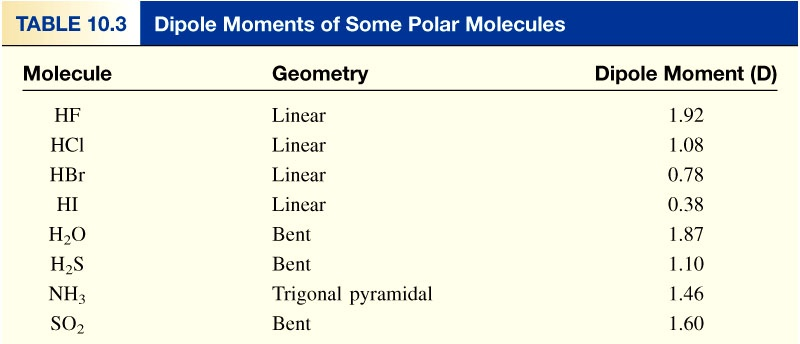 TABLE 10.3 Dipole Moments of Some Polar Molecules
Molecule Geometry Dipole Moment (D)
HF Linear 1.92
HCl Linear 1.08
HBr Linear 0.78
HI Linear 0.38
H₂O Bent 1.87
H₂S Bent 1.10
NH₃ Trigonal pyramidal 1.46
SO₂ Bent 1.60